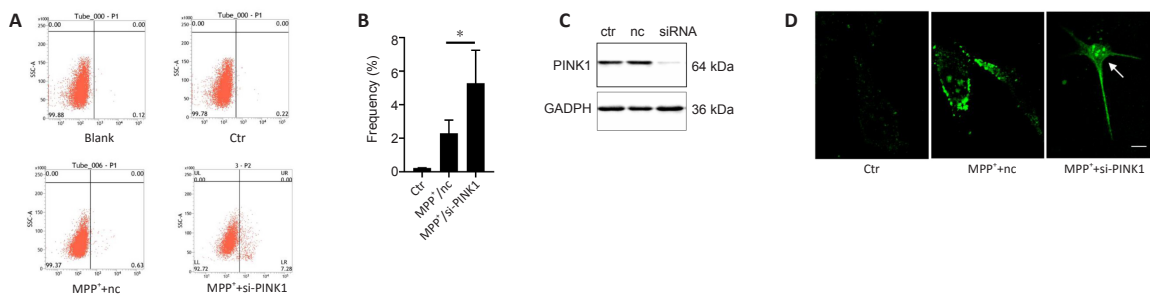 A
Tube_000 - P1
0.00
0.00
SSC-A
99.88
0.12
Blank
Tube_000 - P1
0.00
0.00
SSC-A
99.78
0.22
Ctr
Tube_006 - P1
0.00
0.00
SSC-A
99.37
0.63
MPP⁺+nc
3 - P2
UL
0.00
UR
0.00
SSC-A
LL
92.72
LR
7.28
MPP⁺+si-PINK1
B
*
Frequency (%)
8
6
4
2
0
Ctr
MPP⁺/nc
MPP⁺/si-PINK1
C
ctr nc siRNA
PINK1 64 kDa
GADPH 36 kDa
D
Ctr
MPP⁺+nc
MPP⁺+si-PINK1